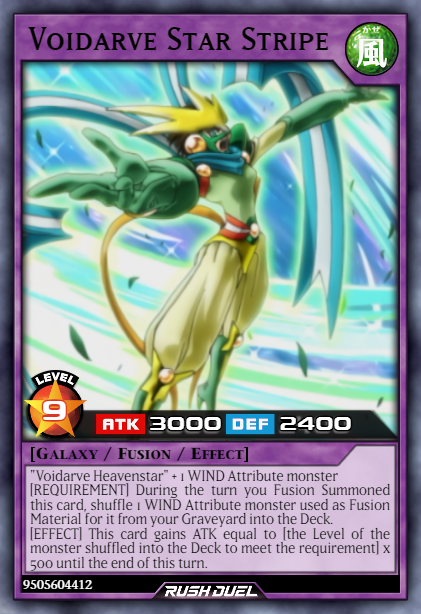 Voidarve Star Stripe
かぜ
風
LEVEL
9
ATK 3000 DEF 2400
[Galaxy / Fusion / Effect]
"Voidarve Heavenstar" + 1 WIND Attribute monster
[REQUIREMENT] During the turn you Fusion Summoned
this card, shuffle 1 WIND Attribute monster used as Fusion
Material for it from your Graveyard into the Deck.
[EFFECT] This card gains ATK equal to [the Level of
the monster shuffled into the Deck to meet the requirement] x
500 until the end of this turn.
9505604412
RUSH DUEL